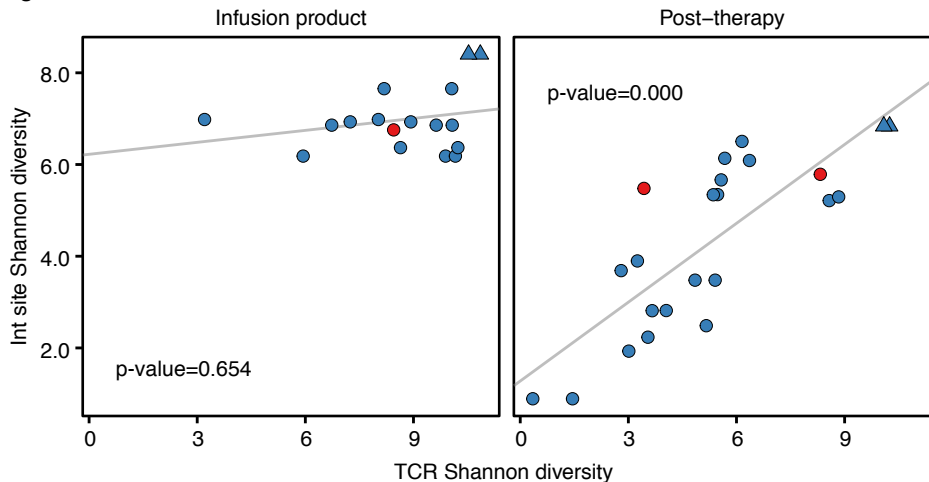 Infusion product
Post−therapy
Int site Shannon diversity
8.0
6.0
4.0
2.0
p-value=0.654
p-value=0.000
0
3
6
9
0
3
6
9
TCR Shannon diversity